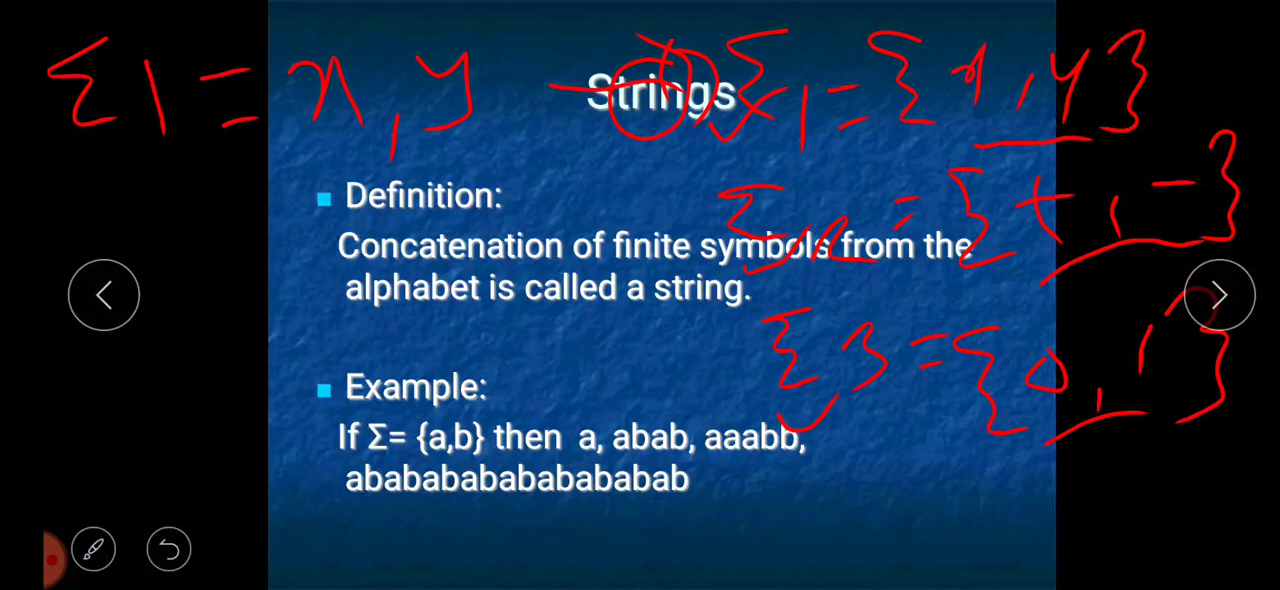 Σ1 = x, y
Σ1 = {x, y}
Strings
Definition:
Σ2 = {+, -}
Concatenation of finite symbols from the
alphabet is called a string.
Σ3 = {0, 1}
Example:
If Σ= {a,b} then a, abab, aaabb,
ababababababababab